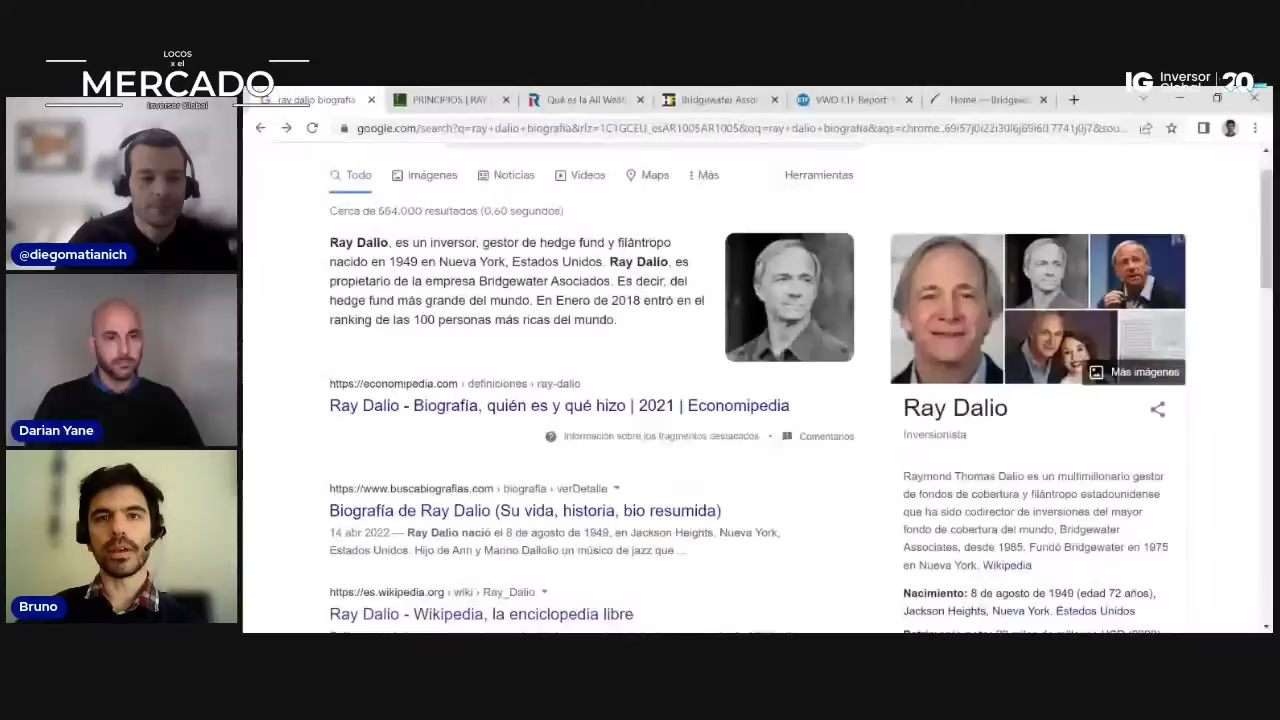 LOCOS
x el
MERCADO
Inversor Global
IG Inversor Global 20
ray dalio biografia
PRINCIPIOS | RAY
Qué es la All Weat
Bridgewater Assoc
VWO ETF Report
Home — Bridgew
google.com/search?q=ray+dalio+biografia&rlz=
Todo
Imágenes
Noticias
Videos
Maps
Más
Herramientas
Cerca de 554.000 resultados (0,60 segundos)
Ray Dalio, es un inversor, gestor de hedge fund y filántropo
nacido en 1949 en Nueva York, Estados Unidos. Ray Dalio, es
propietario de la empresa Bridgewater Asociados. Es decir, del
hedge fund más grande del mundo. En Enero de 2018 entró en el
ranking de las 100 personas más ricas del mundo.
https://economipedia.com › definiciones › ray-dalio
Ray Dalio - Biografía, quién es y qué hizo | 2021 | Economipedia
Información sobre los fragmentos destacados
Comentarios
https://www.buscabiografias.com › biografia › verDetalle
Biografía de Ray Dalio (Su vida, historia, bio resumida)
14 abr 2022 — Ray Dalio nació el 8 de agosto de 1949, en Jackson Heights, Nueva York,
Estados Unidos. Hijo de Ann y Marino Dallolio un músico de jazz que ...
https://es.wikipedia.org › wiki › Ray_Dalio
Ray Dalio - Wikipedia, la enciclopedia libre
Más imágenes
Ray Dalio
Inversionista
Raymond Thomas Dalio es un multimillonario gestor
de fondos de cobertura y filántropo estadounidense
que ha sido codirector de inversiones del mayor
fondo de cobertura del mundo, Bridgewater
Associates, desde 1985. Fundó Bridgewater en 1975
en Nueva York. Wikipedia
Nacimiento: 8 de agosto de 1949 (edad 72 años),
Jackson Heights, Nueva York, Estados Unidos
@diegomatianich
Darian Yane
Bruno